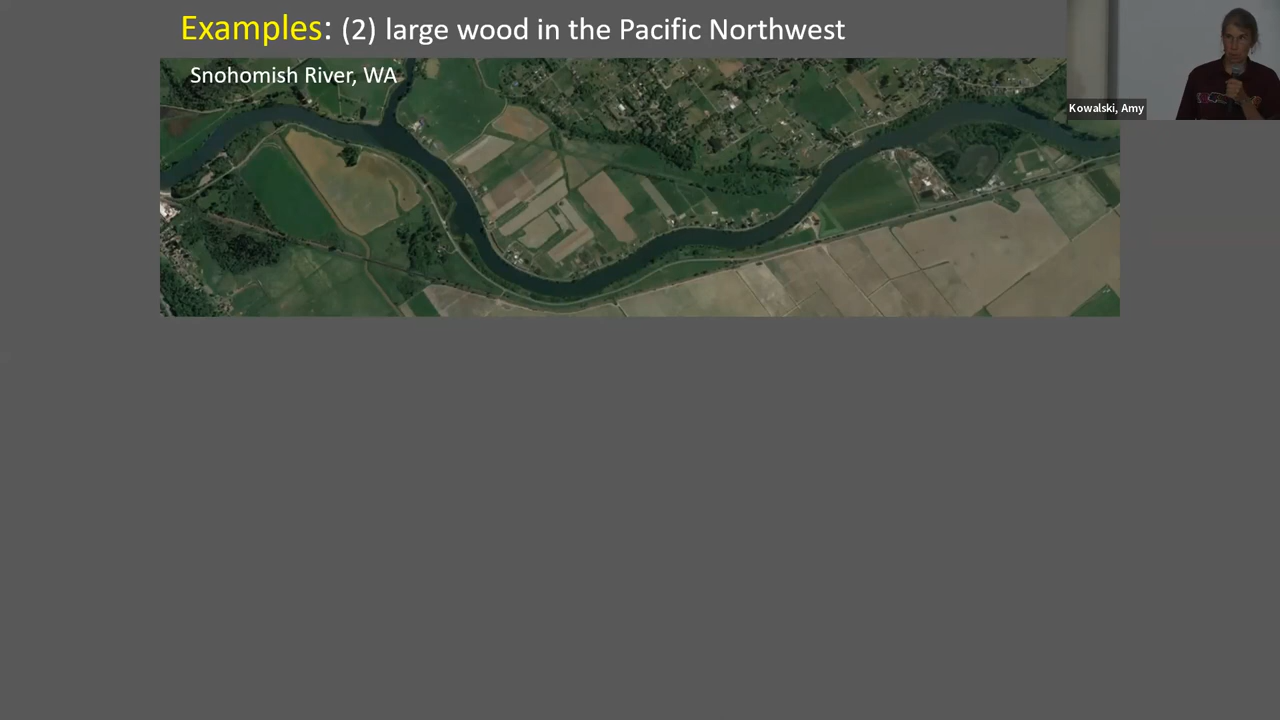 Examples: (2) large wood in the Pacific Northwest
Snohomish River, WA
Kowalski, Amy